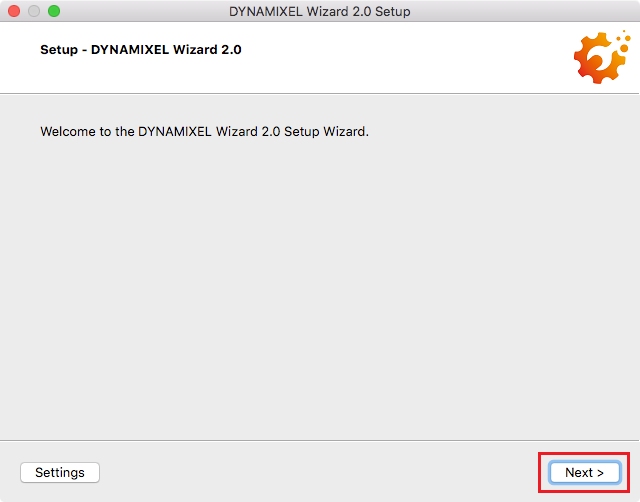 DYNAMIXEL Wizard 2.0 Setup
Setup - DYNAMIXEL Wizard 2.0
Welcome to the DYNAMIXEL Wizard 2.0 Setup Wizard.
Settings
Next >